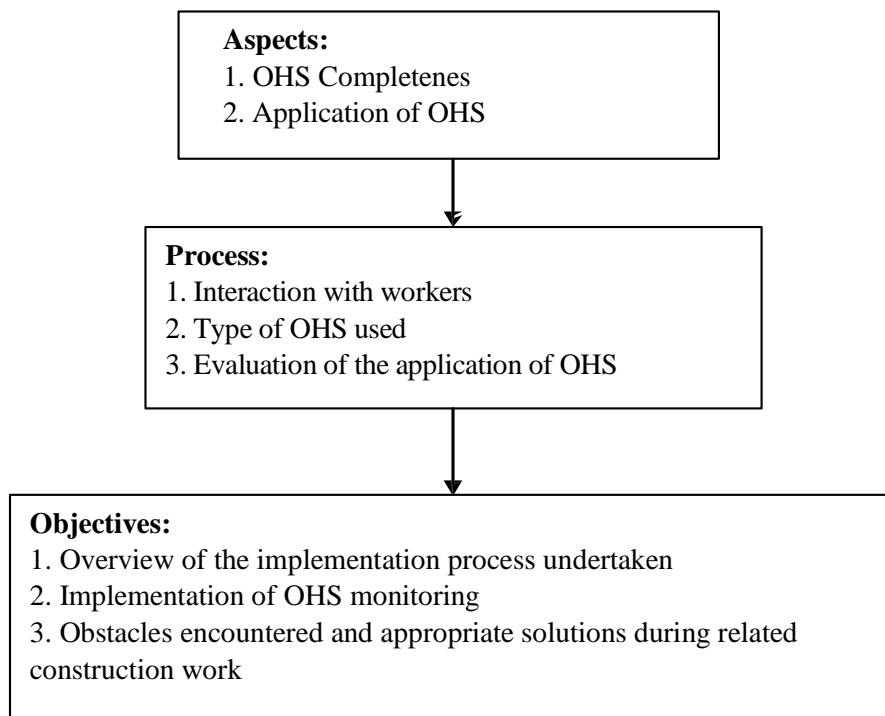 Aspects:
1. OHS Completenes
2. Application of OHS
Process:
1. Interaction with workers
2. Type of OHS used
3. Evaluation of the application of OHS
Objectives:
1. Overview of the implementation process undertaken
2. Implementation of OHS monitoring
3. Obstacles encountered and appropriate solutions during related
construction work